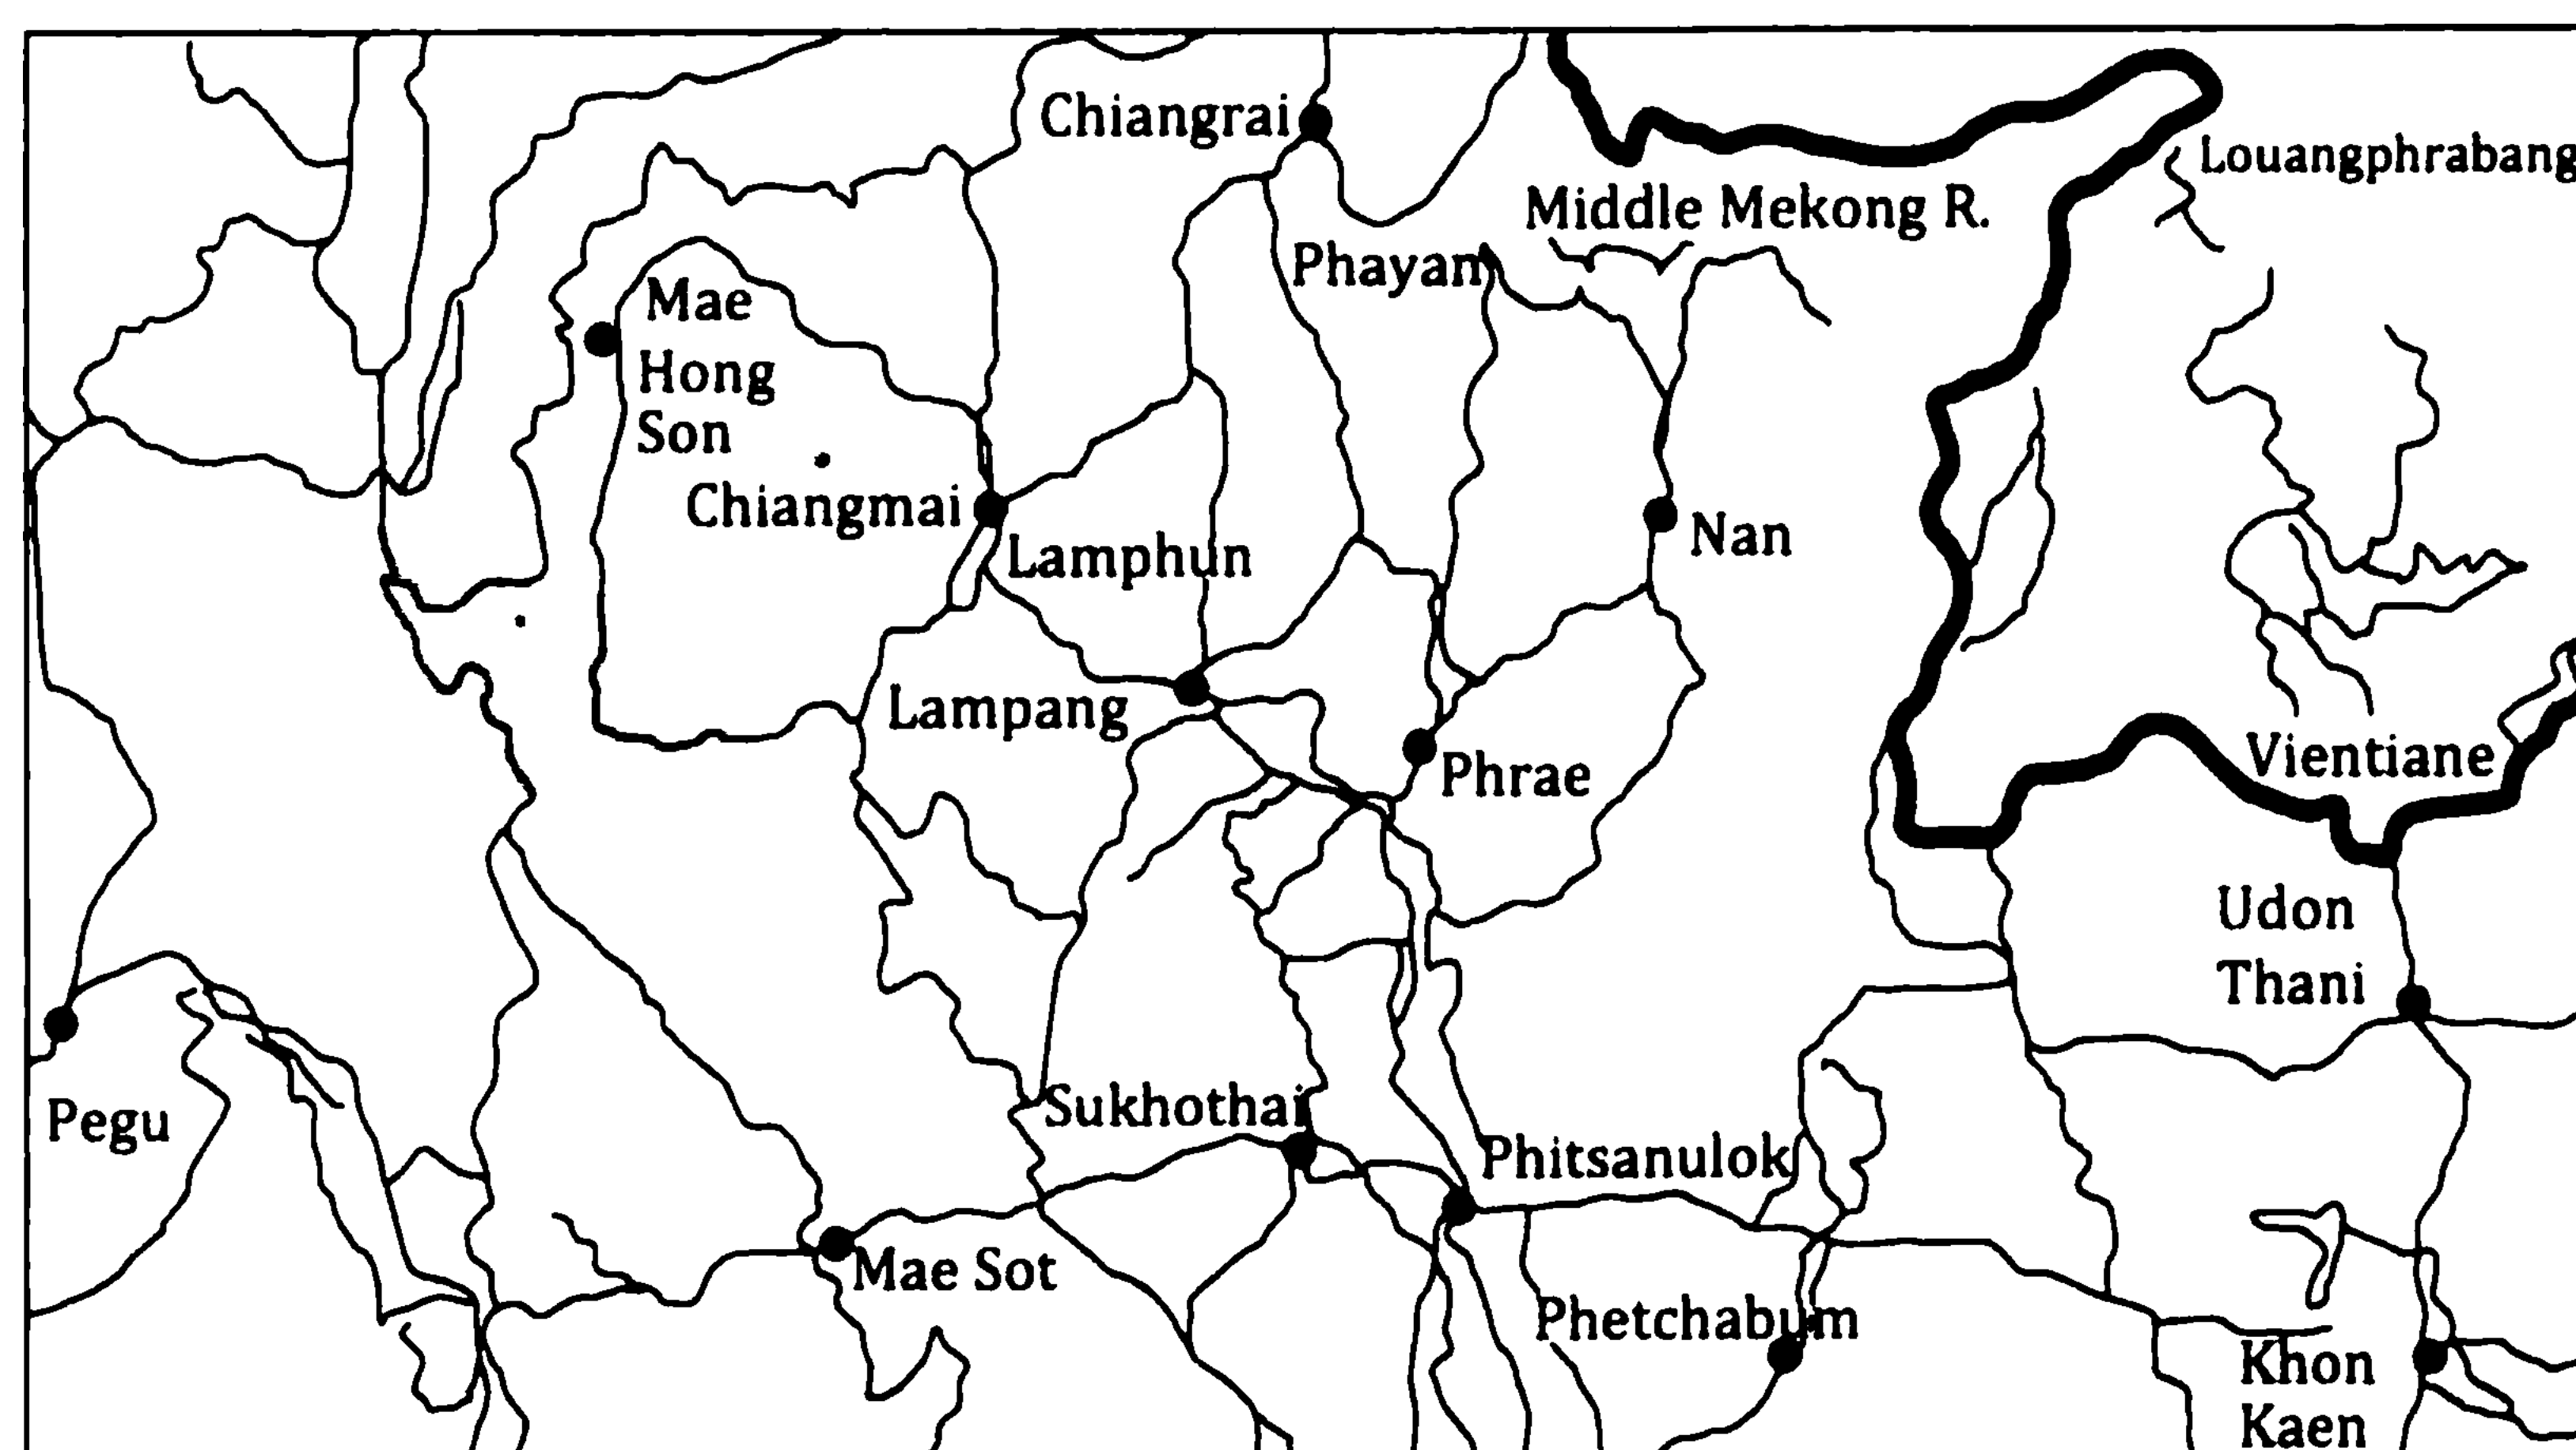 Chiangrai
Louangphrabang
Middle Mekong R.
Phayam
Mae
Hong
Son
Chiangmai
Nan
Lamphun
Lampang
Vientiane
Phrae
Udon
Thani
Sukhothai
Pegu
Phitsanulok
Mae Sot
Phetchabum
Khon
Kaen